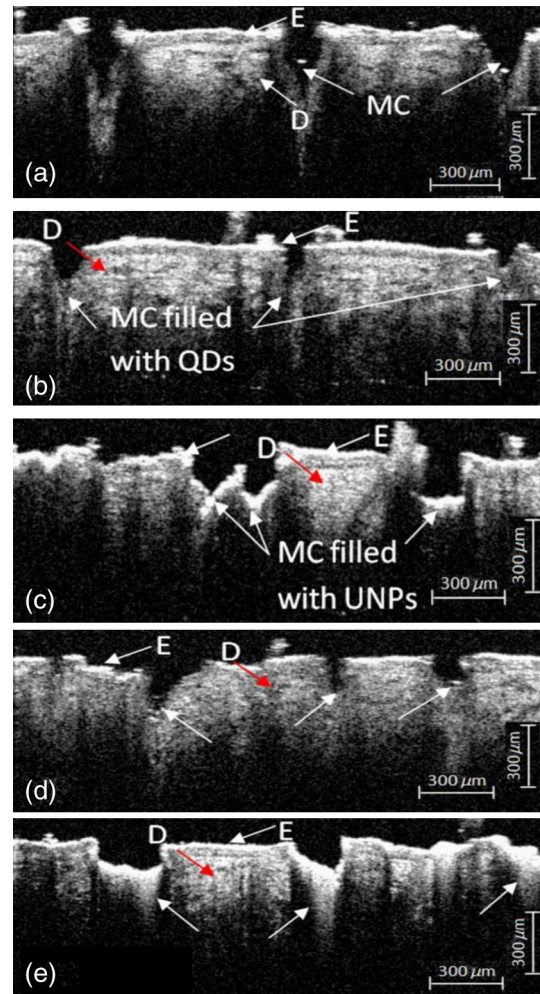 E
D
MC
300 μm
300 μm
(a)
D
E
MC filled
with QDs
300 μm
300 μm
(b)
D
E
MC filled
with UNPs
300 μm
300 μm
(c)
E
D
300 μm
300 μm
(d)
D
E
300 μm
300 μm
(e)